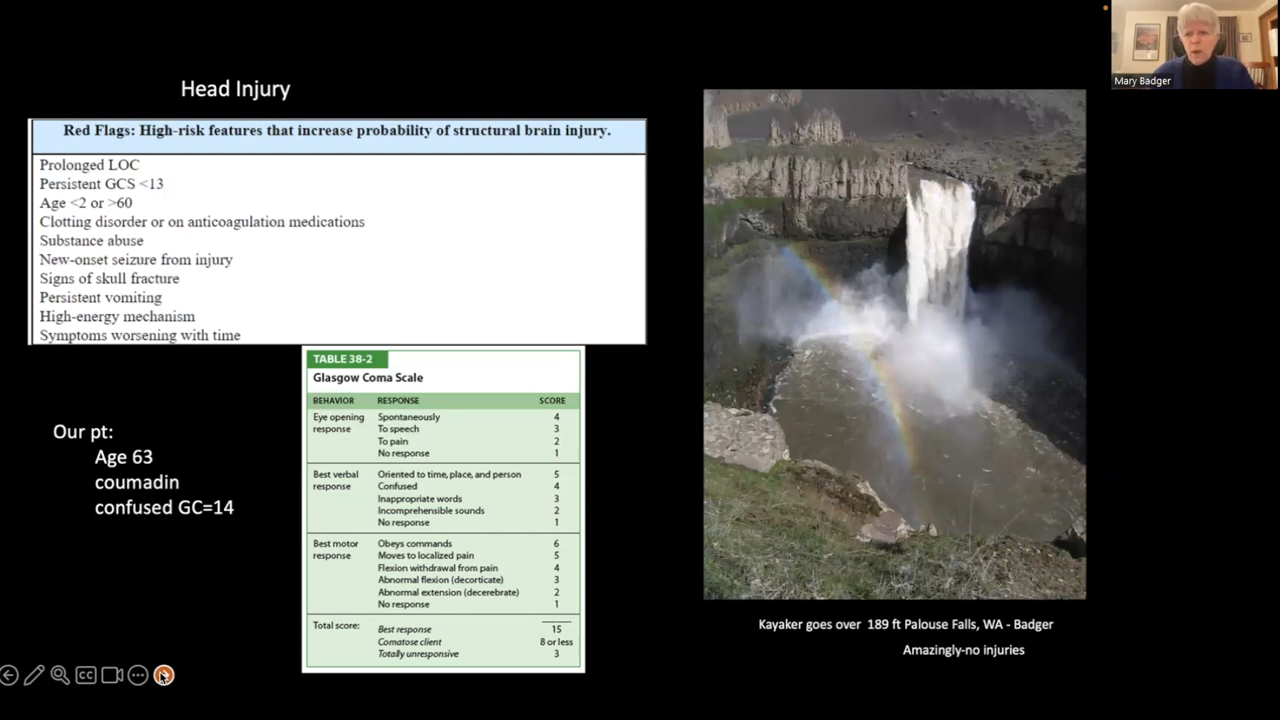 Mary Badger
Head Injury
Red Flags: High-risk features that increase probability of structural brain injury.
Prolonged LOC
Persistent GCS <13
Age <2 or >60
Clotting disorder or on anticoagulation medications
Substance abuse
New-onset seizure from injury
Signs of skull fracture
Persistent vomiting
High-energy mechanism
Symptoms worsening with time
Our pt:
Age 63
coumadin
confused GC=14
TABLE 38-2
Glasgow Coma Scale
BEHAVIOR RESPONSE SCORE
Eye opening Spontaneously 4
response To speech 3
To pain 2
No response 1
Best verbal Oriented to time, place, and person 5
response Confused 4
Inappropriate words 3
Incomprehensible sounds 2
No response 1
Best motor Obeys commands 6
response Moves to localized pain 5
Flexion withdrawal from pain 4
Abnormal flexion (decorticate) 3
Abnormal extension (decerebrate) 2
No response 1
Total score: Best response 15
Comatose client 8 or less
Totally unresponsive 3
Kayaker goes over 189 ft Palouse Falls, WA - Badger
Amazingly-no injuries
CC